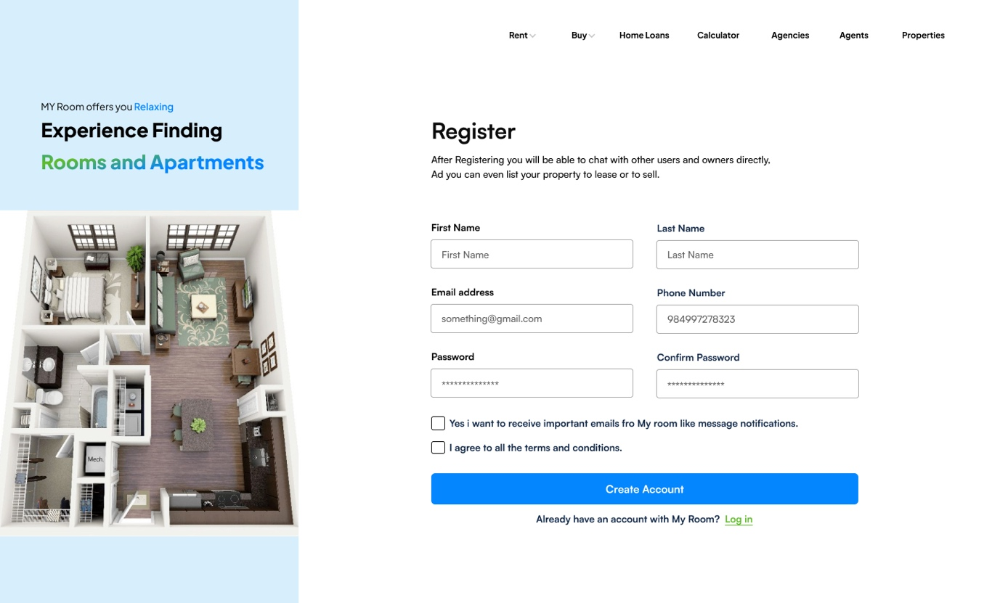 Rent Buy Home Loans Calculator Agencies Agents Properties
MY Room offers you Relaxing
Experience Finding
Rooms and Apartments
Mech.
Register
After Registering you will be able to chat with other users and owners directly,
Ad you can even list your property to lease or to sell.
First Name Last Name
First Name Last Name
Email address Phone Number
something@gmail.com 984997278323
Password Confirm Password
************** **************
Yes i want to receive important emails fro My room like message notifications.
I agree to all the terms and conditions.
Create Account
Already have an account with My Room? Log in